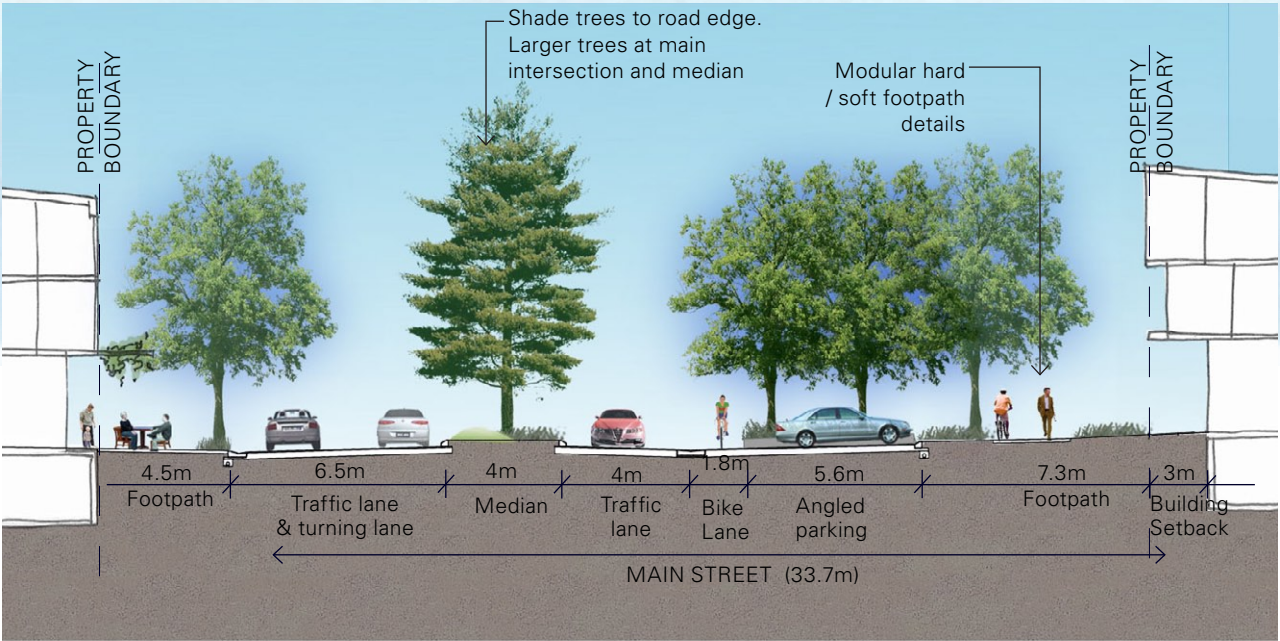 Shade trees to road edge.
Larger trees at main
intersection and median
Modular hard
/ soft footpath
details
PROPERTY
BOUNDARY
PROPERTY
BOUNDARY
4.5m
Footpath
6.5m
Traffic lane
& turning lane
4m
Median
4m
Traffic
lane
1.8m
Bike
Lane
5.6m
Angled
parking
7.3m
Footpath
3m
Building
Setback
MAIN STREET (33.7m)